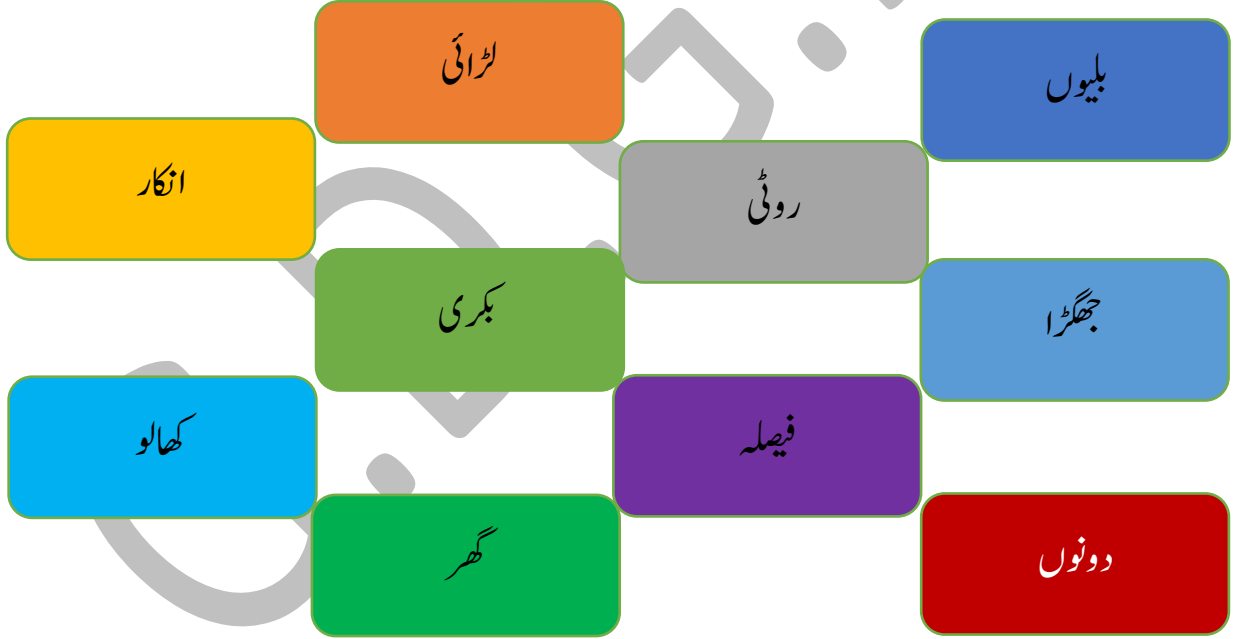 بلیوں
لڑائی
روٹی
انکار
جھگڑا
بکری
فیصلہ
کھالو
دونوں
گھر